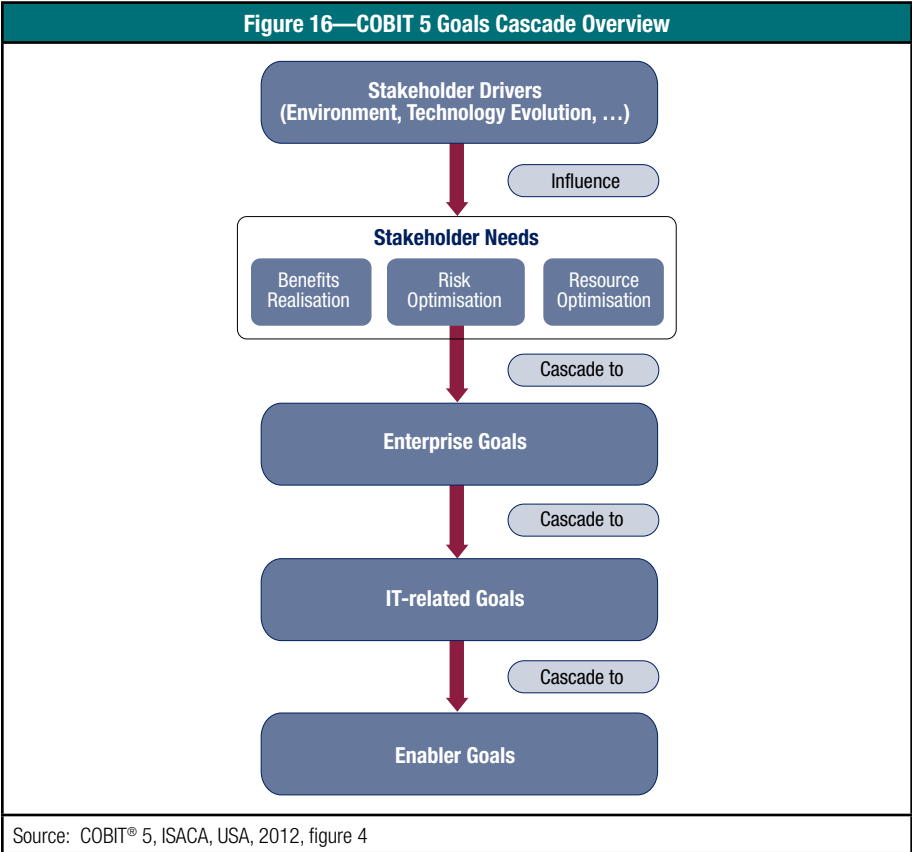 Figure 16—COBIT 5 Goals Cascade Overview
Stakeholder Drivers
(Environment, Technology Evolution, …)
Influence
Stakeholder Needs
Benefits
Realisation
Risk
Optimisation
Resource
Optimisation
Cascade to
Enterprise Goals
Cascade to
IT-related Goals
Cascade to
Enabler Goals
Source: COBIT® 5, ISACA, USA, 2012, figure 4